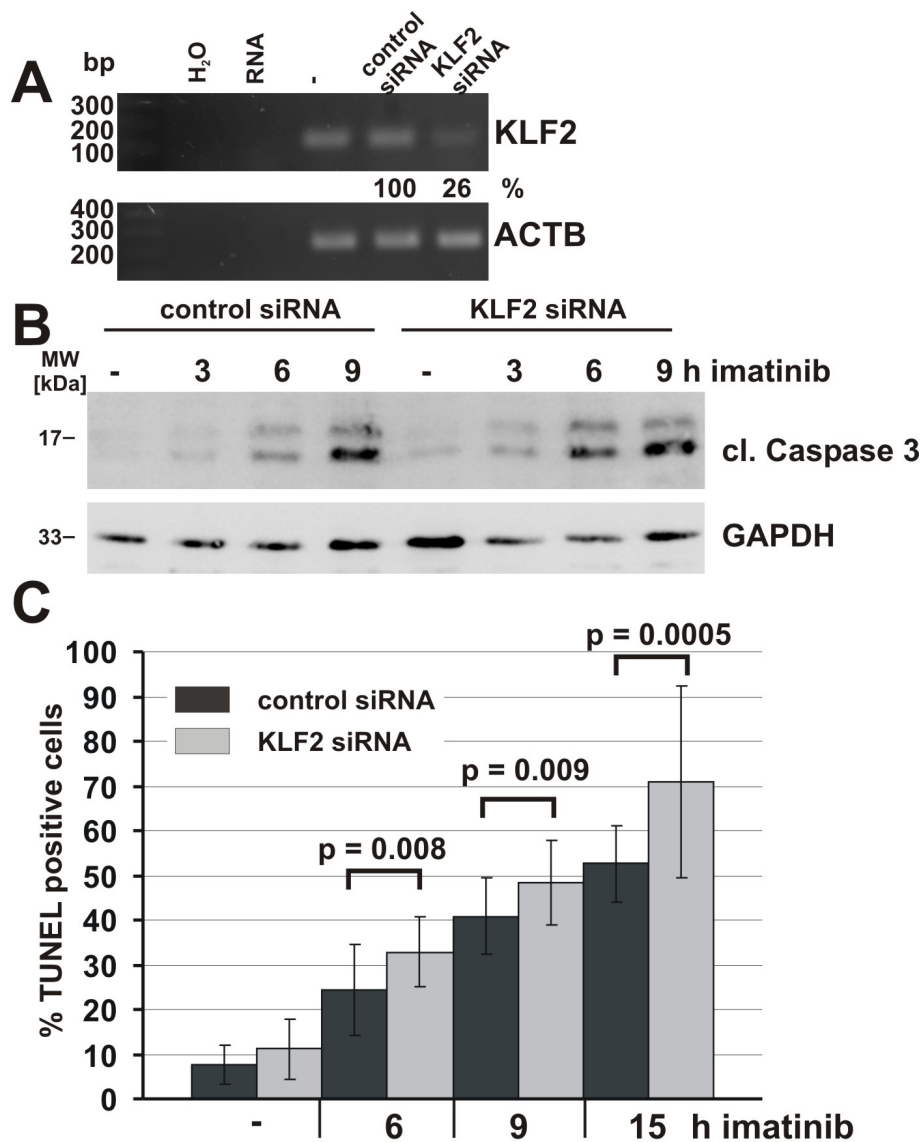 A
bp
H₂O
RNA
-
control
siRNA
KLF2
siRNA
300
200
100
KLF2
100 26 %
400
300
200
ACTB
B
control siRNA KLF2 siRNA
MW
[kDa]
- 3 6 9 - 3 6 9 h imatinib
17–
cl. Caspase 3
33–
GAPDH
C
p = 0.0005
100
90
control siRNA
80
KLF2 siRNA
70
p = 0.009
60
p = 0.008
50
40
30
20
10
0
% TUNEL positive cells
- 6 9 15 h imatinib